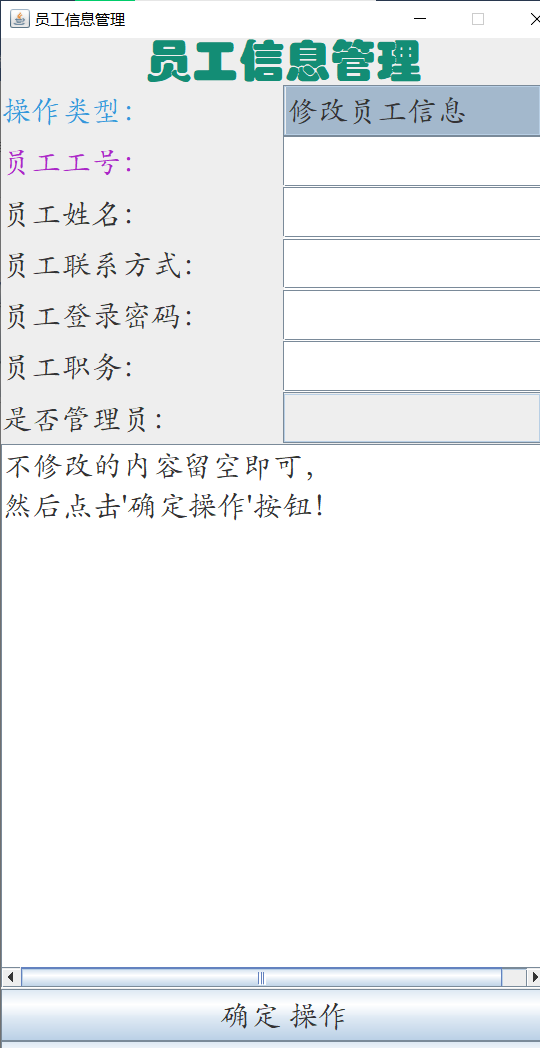 员工信息管理
员工信息管理
操作类型:
修改员工信息
员工工号:
员工姓名:
员工联系方式:
员工登录密码:
员工职务:
是否管理员:
不修改的内容留空即可,
然后点击'确定操作'按钮!
确定 操作